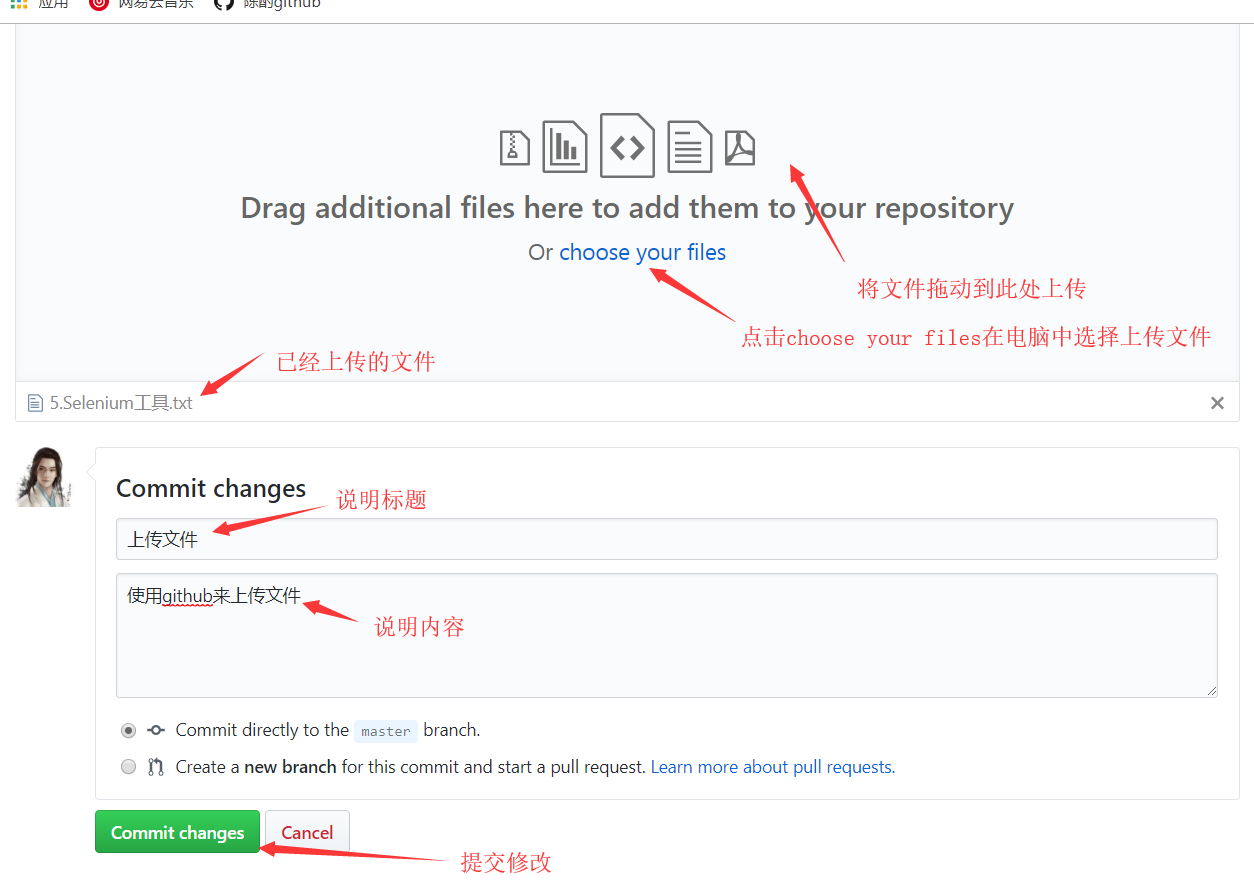 应用 网易云音乐 陈酌github
Drag additional files here to add them to your repository
Or choose your files
将文件拖动到此处上传
点击choose your files在电脑中选择上传文件
已经上传的文件
5.Selenium工具.txt
Commit changes
说明标题
上传文件
使用github来上传文件
说明内容
Commit directly to the master branch.
Create a new branch for this commit and start a pull request. Learn more about pull requests.
Commit changes Cancel
提交修改